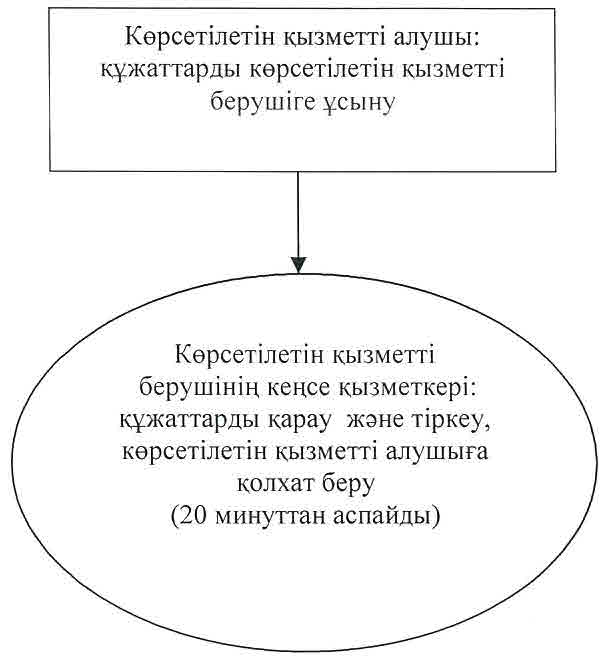 Көрсетілетін қызметті алушы:
құжаттарды көрсетілетін қызметті
берушіге ұсыну
Көрсетілетін қызметті
берушінің кеңсе қызметкері:
құжаттарды қарау және тіркеу,
көрсетілетін қызметті алушыға
қолхат беру
(20 минуттан аспайды)